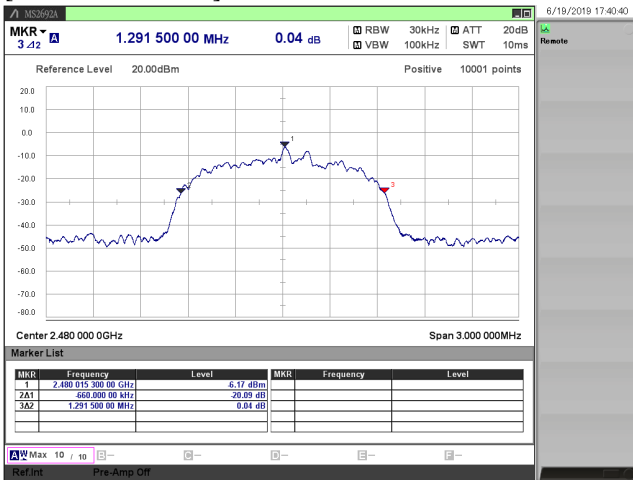 MS2692A
6/19/2019 17:40:40
MKR
3Δ2 A 1.291 500 00 MHz 0.04 dB
M RBW 30kHz M ATT 20dB
M VBW 100kHz SWT 10ms
Remote
Reference Level 20.00dBm Positive 10001 points
20.0
10.0
0.0
-10.0
-20.0
-30.0
-40.0
-50.0
-60.0
-70.0
-80.0
1
3
Center 2.480 000 0GHz Span 3.000 000MHz
Marker List
MKR Frequency Level MKR Frequency Level
1 2.480 015 300 00 GHz -6.17 dBm
2Δ1 -660.000 00 kHz -20.09 dB
3Δ2 1.291 500 00 MHz 0.04 dB
A W Max 10 / 10 B-- C-- D-- E-- F--
Ref.Int Pre-Amp Off